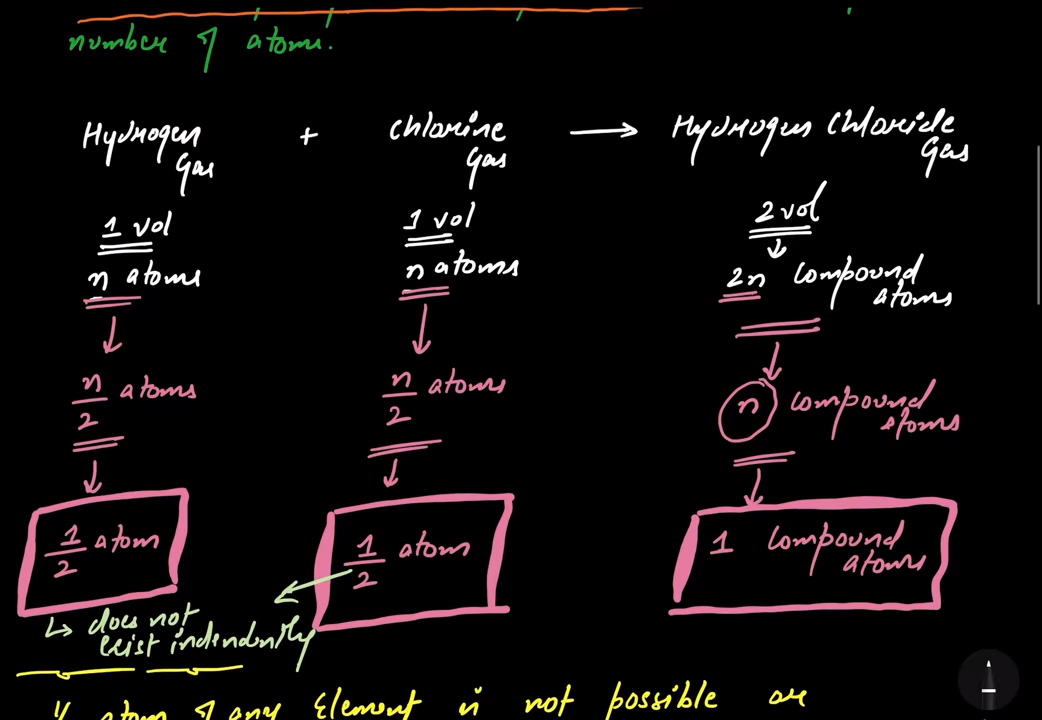 number of atoms.
Hydrogen Gas + Chlorine Gas → Hydrogen Chloride Gas
1 vol 1 vol 2 vol
n atoms n atoms 2n compound atoms
n/2 atoms n/2 atoms n compound atoms
1/2 atom 1/2 atom 1 compound atoms
↳ does not
exist indendently
atom of any Element is not possible as